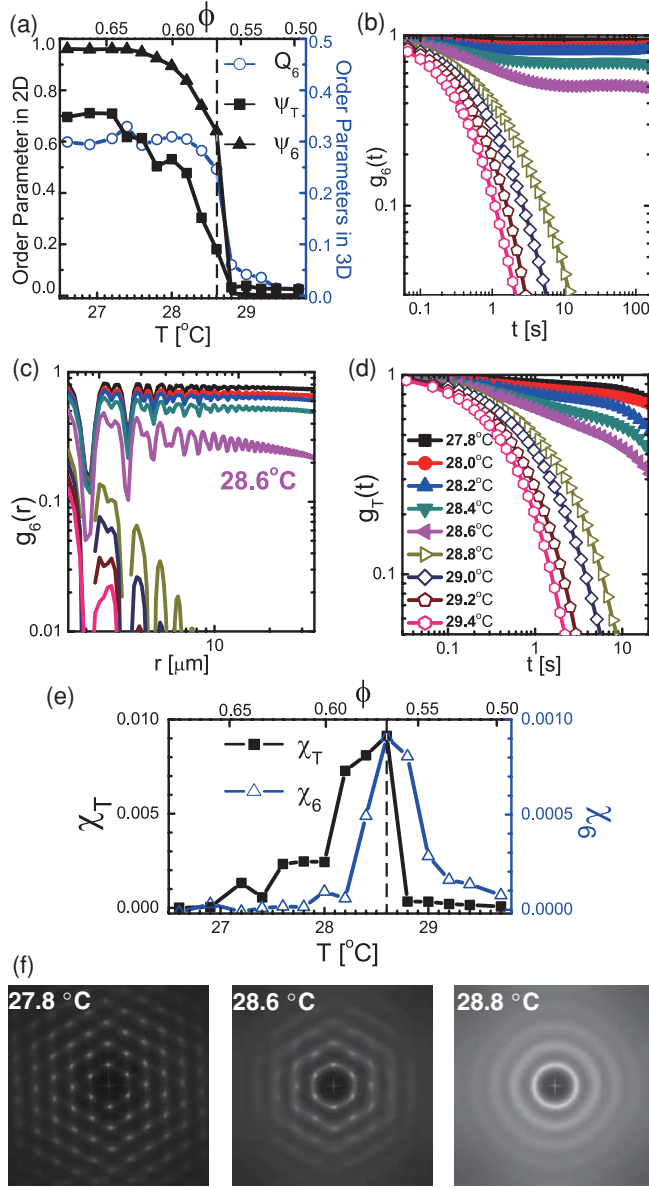 (a)
ϕ
0.65 0.60 0.55 0.50
1.0
0.8
0.6
0.4
0.2
0.0
Order Parameter in 2D
Q6
ψT
ψ6
0.5
0.4
0.3
0.2
0.1
0.0
Order Parameters in 3D
27 28 29
T [°C]
(b)
1
0.1
g6(t)
0.1 1 10 100
t [s]
(c)
1
0.1
0.01
g6(r)
28.6°C
10
r [μm]
(d)
1
0.1
gT(t)
27.8°C
28.0°C
28.2°C
28.4°C
28.6°C
28.8°C
29.0°C
29.2°C
29.4°C
0.1 1 10
t [s]
(e)
ϕ
0.65 0.60 0.55 0.50
0.010
0.005
0.000
χT
χT
χ6
0.0010
0.0005
0.0000
χ6
27 28 29
T [°C]
(f)
27.8 °C
28.6 °C
28.8 °C